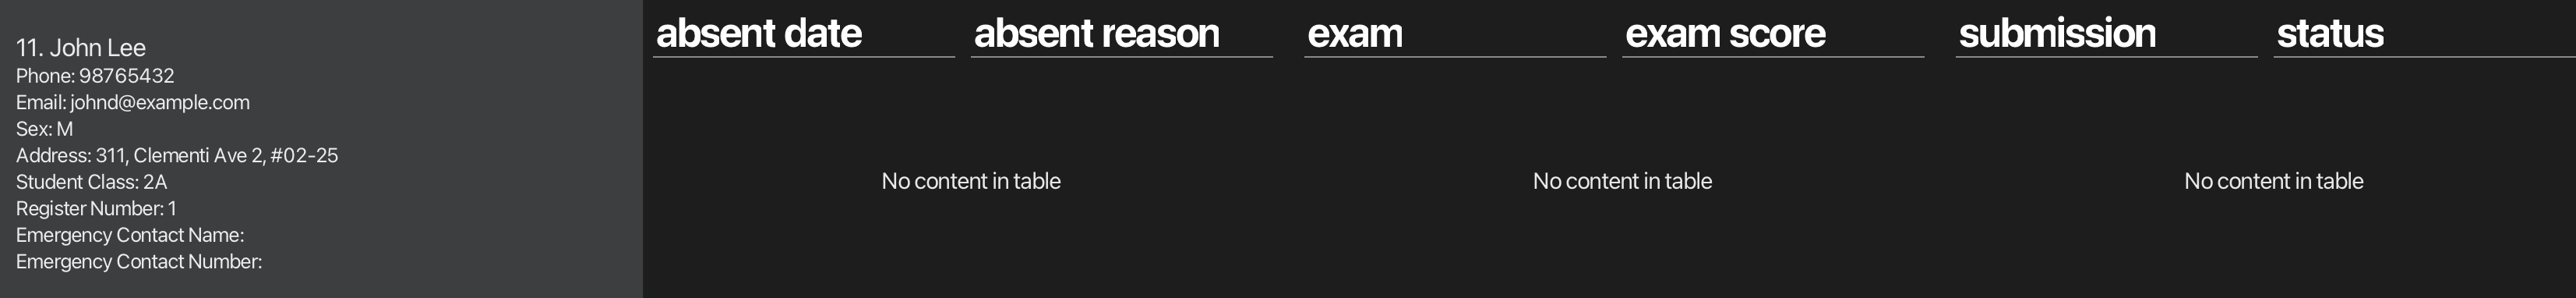 11. John Lee
Phone: 98765432
Email: johnd@example.com
Sex: M
Address: 311, Clementi Ave 2, #02-25
Student Class: 2A
Register Number: 1
Emergency Contact Name:
Emergency Contact Number:
absent date absent reason
No content in table
exam exam score
No content in table
submission status
No content in table